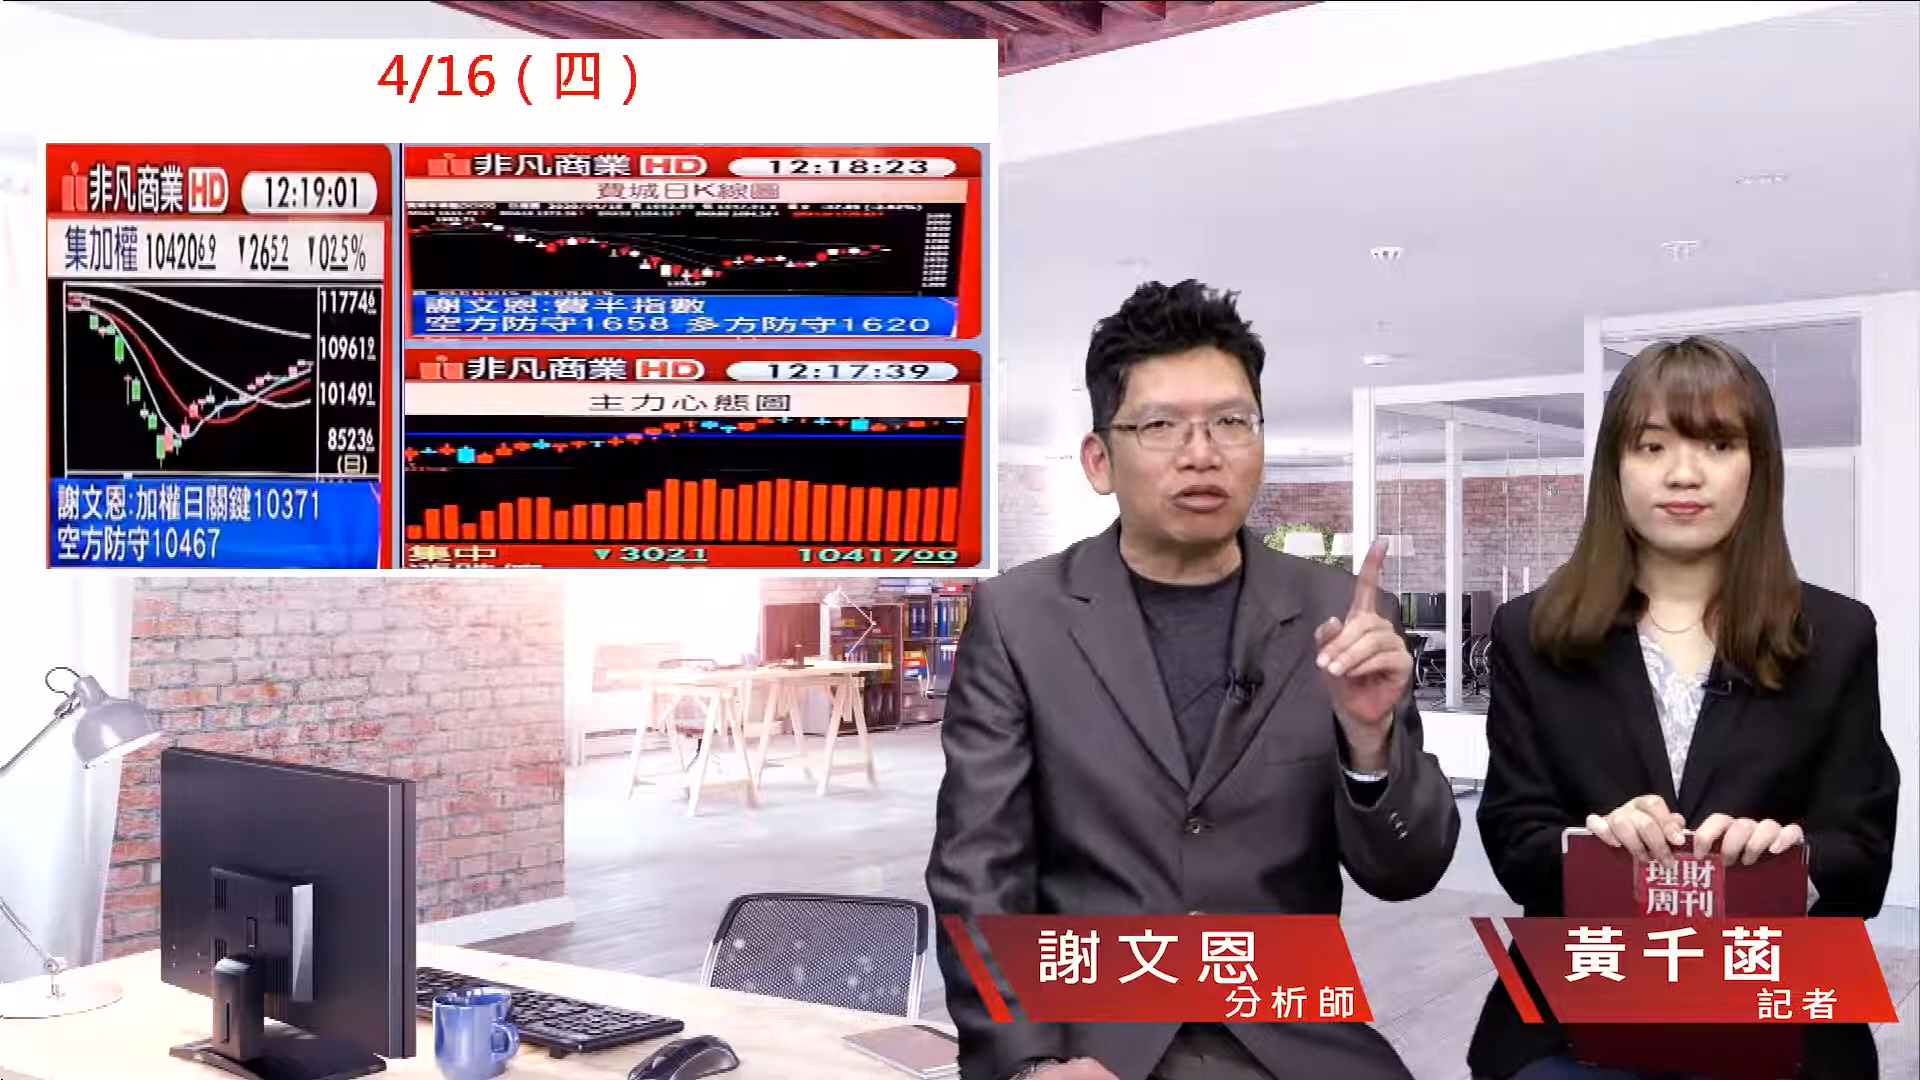 4/16（四）
非凡商業HD
12:19:01
集加權 10420.69 ▼26.52 ▼0.25%
11774.6
10961.9
10149.1
8523.6
(日)
謝文恩:加權日關鍵10371
空方防守10467
非凡商業HD
12:18:23
費城日K線圖
謝文恩:費半指數
空方防守1658 多方防守1620
非凡商業HD
12:17:39
主力心態圖
集中 ▼30.21 10417.00
理財
周刊
謝文恩
分析師
黃千菡
記者